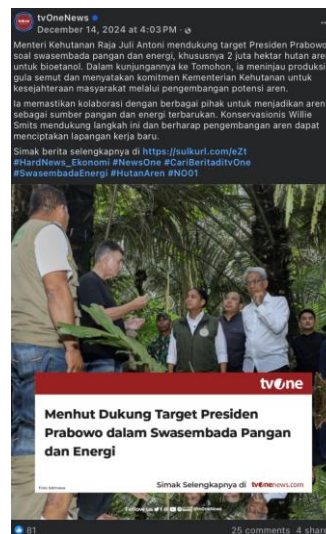 tvOneNews
December 14, 2024 at 4:03 PM ·
Menteri Kehutanan Raja Juli Antoni mendukung target Presiden Prabowo
soal swasembada pangan dan energi, khususnya 2 juta hektar hutan aren
untuk bioetanol. Dalam kunjungannya ke Tomohon, ia meninjau produksi
gula semut dan menyatakan komitmen Kementerian Kehutanan untuk
kesejahteraan masyarakat melalui pengembangan potensi aren.
Ia memastikan kolaborasi dengan berbagai pihak untuk menjadikan aren
sebagai sumber pangan dan energi terbarukan. Konservasionis Willie
Smits mendukung langkah ini dan berharap pengembangan aren dapat
menciptakan lapangan kerja baru.
Simak berita selengkapnya di https://sulkurl.com/eZt
#HardNews_Ekonomi #NewsOne #CariBeritaditvOne
#SwasembadaEnergi #HutanAren #NO01
tvOne
Menhut Dukung Target Presiden
Prabowo dalam Swasembada Pangan
dan Energi
Simak Selengkapnya di tvonenews.com
81
25 comments 4 share